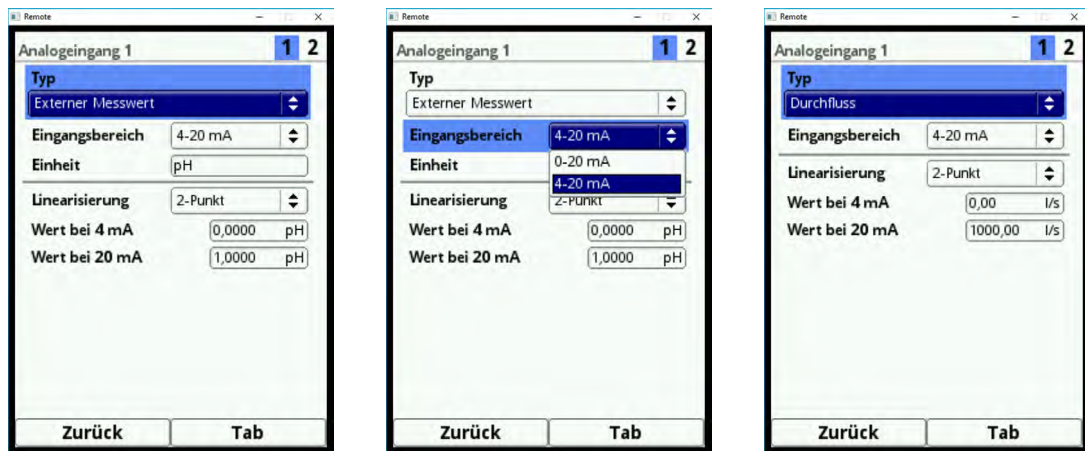 Remote
Analogeingang 1 1 2
Typ
Externer Messwert
Eingangsbereich 4-20 mA
Einheit pH
Linearisierung 2-Punkt
Wert bei 4 mA 0,0000 pH
Wert bei 20 mA 1,0000 pH
Zurück Tab
Remote
Analogeingang 1 1 2
Typ
Externer Messwert
Eingangsbereich 4-20 mA
Einheit 0-20 mA
4-20 mA
Linearisierung 2-Punkt
Wert bei 4 mA 0,0000 pH
Wert bei 20 mA 1,0000 pH
Zurück Tab
Remote
Analogeingang 1 1 2
Typ
Durchfluss
Eingangsbereich 4-20 mA
Linearisierung 2-Punkt
Wert bei 4 mA 0,00 l/s
Wert bei 20 mA 1000,00 l/s
Zurück Tab